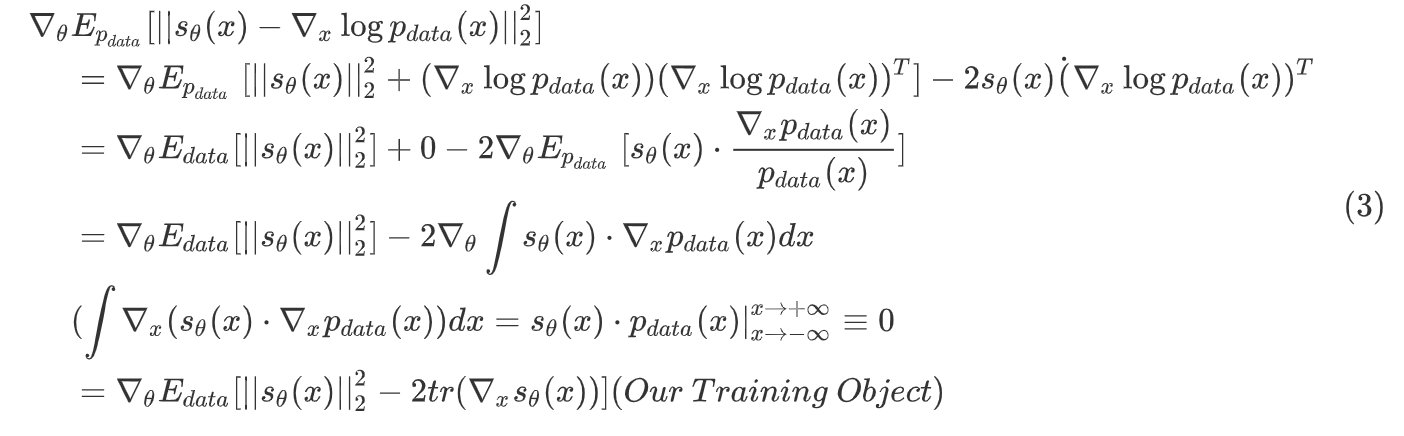 ∇_θ E_{p_{data}} [||s_θ(x) − ∇_x log p_{data}(x)||_2^2]
= ∇_θ E_{p_{data}} [||s_θ(x)||_2^2 + (∇_x log p_{data}(x))(∇_x log p_{data}(x))^T] − 2s_θ(x)(̇∇_x log p_{data}(x))^T
= ∇_θ E_{data}[||s_θ(x)||_2^2] + 0 − 2∇_θ E_{p_{data}} [s_θ(x) · \frac{∇_x p_{data}(x)}{p_{data}(x)}]
= ∇_θ E_{data}[||s_θ(x)||_2^2] − 2∇_θ ∫ s_θ(x) · ∇_x p_{data}(x)dx
(3)
(∫ ∇_x(s_θ(x) · ∇_x p_{data}(x))dx = s_θ(x) · p_{data}(x)|_{x→−∞}^{x→+∞} ≡ 0
= ∇_θ E_{data}[||s_θ(x)||_2^2 − 2tr(∇_x s_θ(x))](Our Training Object)